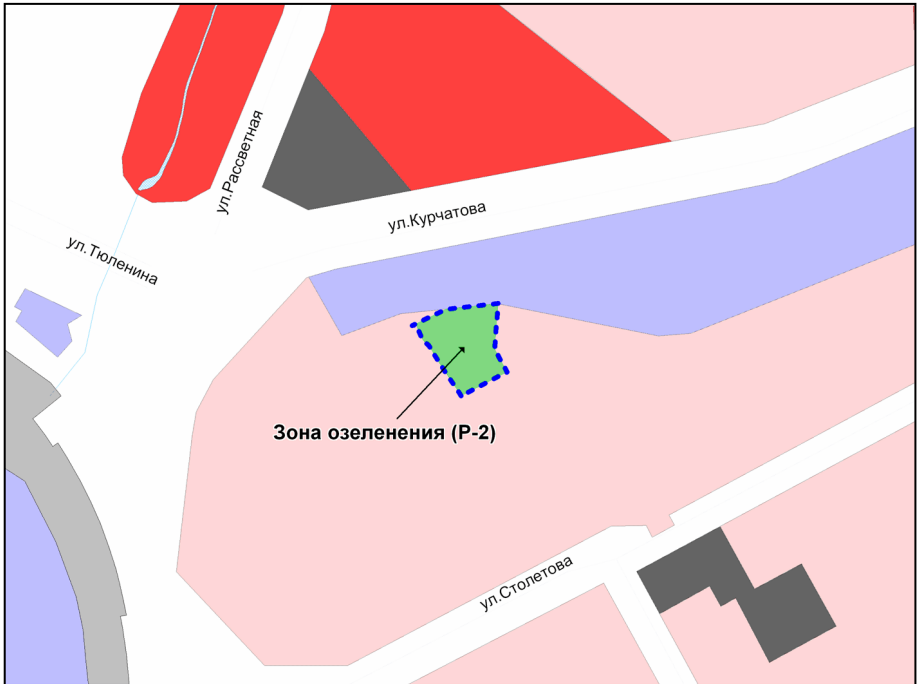 ул.Рассветная
ул.Курчатова
ул.Тюленина
Зона озеленения (Р-2)
ул.Столетова